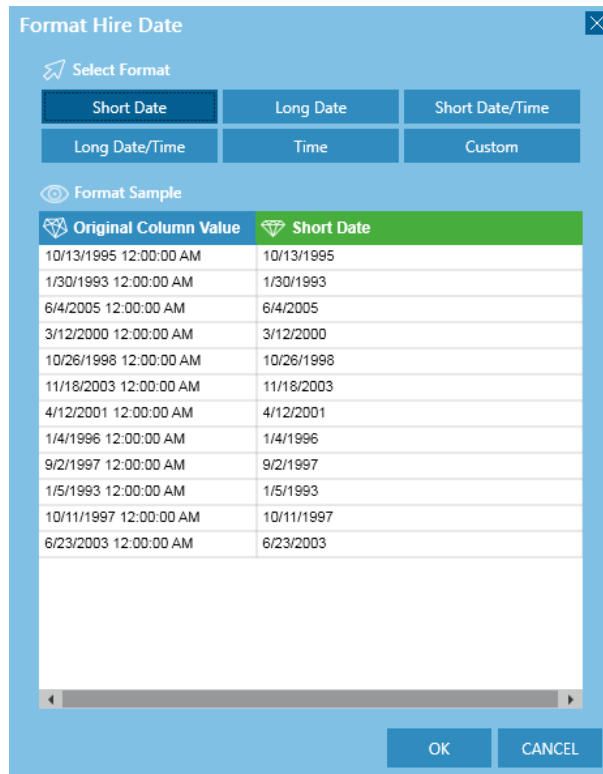 Format Hire Date
Select Format
Short Date Long Date Short Date/Time
Long Date/Time Time Custom
Format Sample
Original Column Value Short Date
10/13/1995 12:00:00 AM 10/13/1995
1/30/1993 12:00:00 AM 1/30/1993
6/4/2005 12:00:00 AM 6/4/2005
3/12/2000 12:00:00 AM 3/12/2000
10/26/1998 12:00:00 AM 10/26/1998
11/18/2003 12:00:00 AM 11/18/2003
4/12/2001 12:00:00 AM 4/12/2001
1/4/1996 12:00:00 AM 1/4/1996
9/2/1997 12:00:00 AM 9/2/1997
1/5/1993 12:00:00 AM 1/5/1993
10/11/1997 12:00:00 AM 10/11/1997
6/23/2003 12:00:00 AM 6/23/2003
OK CANCEL